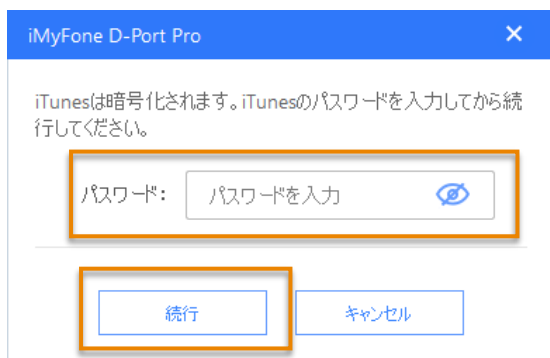 iMyFone D-Port Pro
iTunesは暗号化されます。iTunesのパスワードを入力してから続
行してください。
パスワード： パスワードを入力
続行 キャンセル